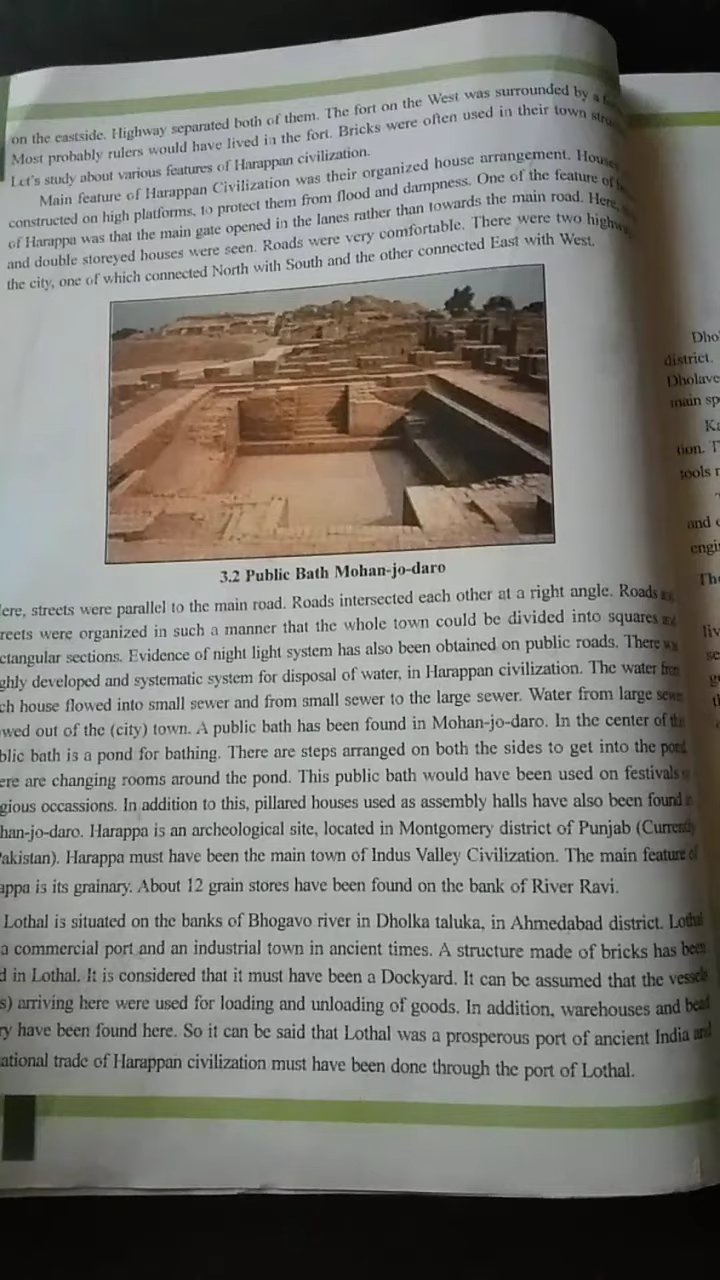 on the eastside. Highway separated both of them. The fort on the West was surrounded by a
Most probably rulers would have lived in the fort. Bricks were often used in their town
Let's study about various features of Harappan civilization.
Main feature of Harappan Civilization was their organized house arrangement. Houses
constructed on high platforms, to protect them from flood and dampness. One of the feature of
of Harappa was that the main gate opened in the lanes rather than towards the main road. Here,
and double storeyed houses were seen. Roads were very comfortable. There were two highw
the city, one of which connected North with South and the other connected East with West.
3.2 Public Bath Mohan-jo-daro
ere, streets were parallel to the main road. Roads intersected each other at a right angle. Roads
reets were organized in such a manner that the whole town could be divided into squares
ctangular sections. Evidence of night light system has also been obtained on public roads. There
ghly developed and systematic system for disposal of water, in Harappan civilization. The water from
ch house flowed into small sewer and from small sewer to the large sewer. Water from large sewe
wed out of the (city) town. A public bath has been found in Mohan-jo-daro. In the center of the
blic bath is a pond for bathing. There are steps arranged on both the sides to get into the pond
ere are changing rooms around the pond. This public bath would have been used on festivals
gious occassions. In addition to this, pillared houses used as assembly halls have also been found
han-jo-daro. Harappa is an archeological site, located in Montgomery district of Punjab (Currently
akistan). Harappa must have been the main town of Indus Valley Civilization. The main feature of
appa is its grainary. About 12 grain stores have been found on the bank of River Ravi.
Lothal is situated on the banks of Bhogavo river in Dholka taluka, in Ahmedabad district. Lothal
a commercial port and an industrial town in ancient times. A structure made of bricks has been
d in Lothal. It is considered that it must have been a Dockyard. It can be assumed that the vessels
s) arriving here were used for loading and unloading of goods. In addition, warehouses and bead
ry have been found here. So it can be said that Lothal was a prosperous port of ancient India and
ational trade of Harappan civilization must have been done through the port of Lothal.
Dho
district.
Dholave
main sp
Ka
tion. T
tools
and
engi
The
liv
se